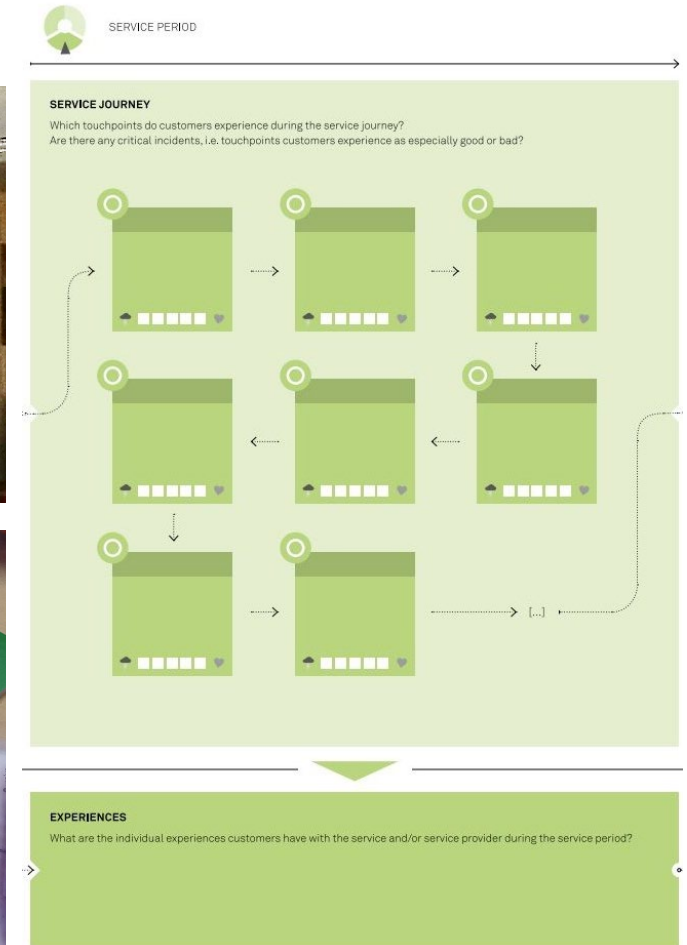 SERVICE PERIOD
SERVICE JOURNEY
Which touchpoints do customers experience during the service journey?
Are there any critical incidents, i.e. touchpoints customers experience as especially good or bad?
[...]
EXPERIENCES
What are the individual experiences customers have with the service and/or service provider during the service period?